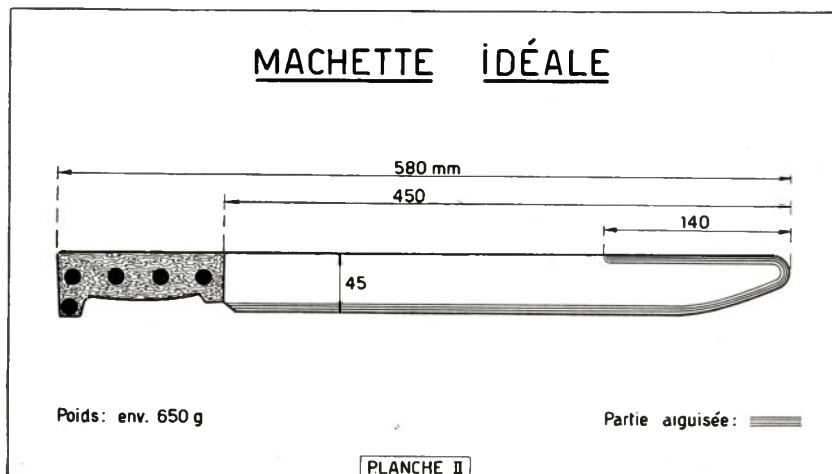 MACHETTE IDÉALE
580 mm
450
140
45
Poids: env. 650 g
Partie aiguisée:
PLANCHE II